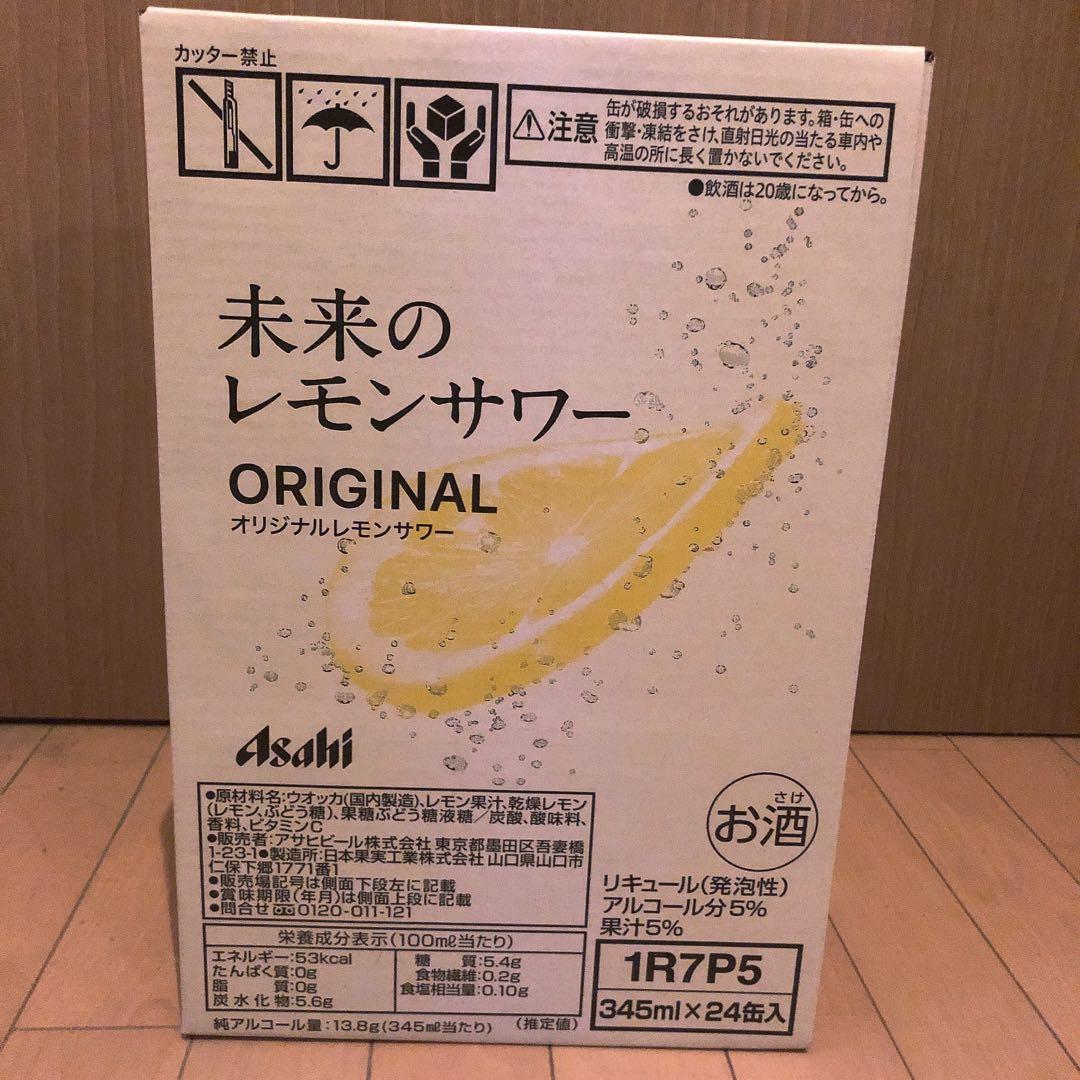 カッター禁止
注意
缶が破損するおそれがあります。箱・缶への
衝撃・凍結をさけ、直射日光の当たる車内や
高温の所に長く置かないでください。
●飲酒は20歳になってから。
未来の
レモンサワー
ORIGINAL
オリジナルレモンサワー
Asahi
●原材料名:ウオッカ(国内製造)、レモン果汁、乾燥レモン
(レモン、ぶどう糖)、果糖ぶどう糖液糖/炭酸、酸味料、
香料、ビタミンC
●販売者:アサヒビール株式会社 東京都墨田区吾妻橋
1-23-1●製造所:日本果実工業株式会社 山口県山口市
仁保下郷1771番1
●販売場記号は側面下段左に記載
●賞味期限(年月)は側面上段に記載
●問合せ 0120-011-121
さけ
お酒
リキュール(発泡性)
アルコール分5%
果汁5%
栄養成分表示(100mℓ当たり)
エネルギー:53kcal
たんぱく質:0g
脂 質:0g
炭水化物:5.6g
糖 質:5.4g
食物繊維:0.2g
食塩相当量:0.10g
純アルコール量:13.8g(345mℓ当たり) (推定値)
1R7P5
345ml×24缶入